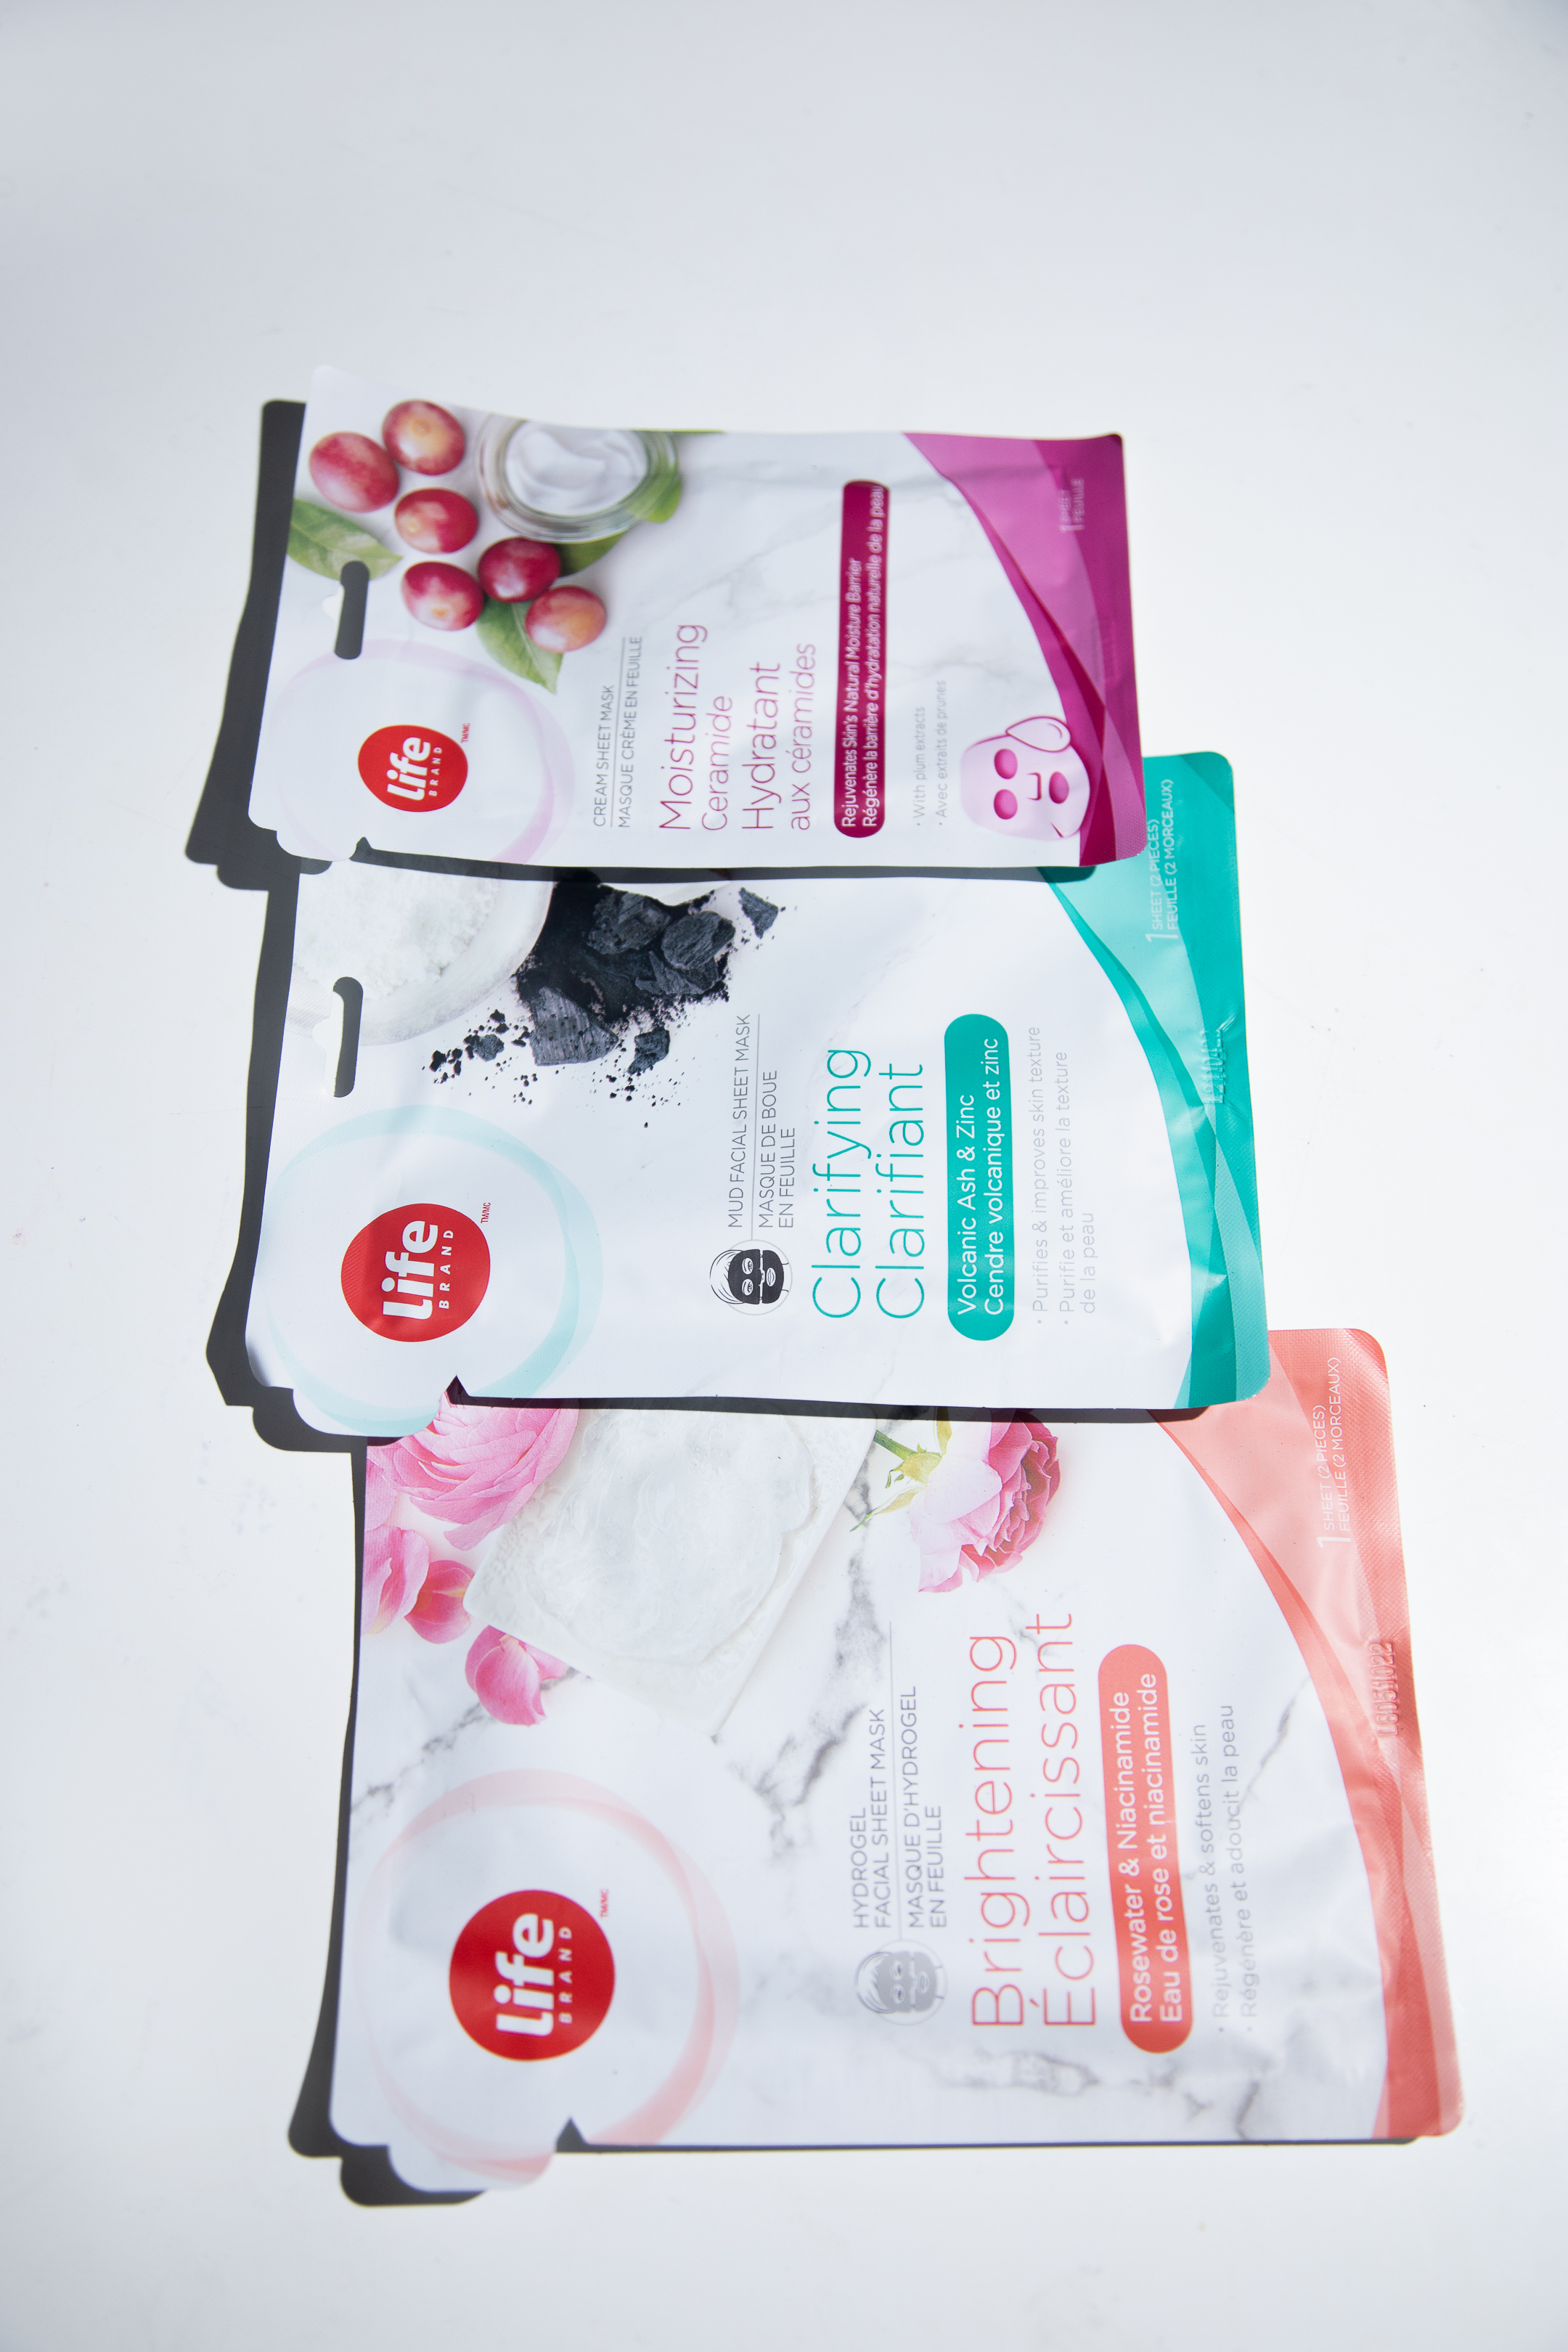 Life
BRAND
TM/MC
CREAM SHEET MASK
MASQUE CRÈME EN FEUILLE
Moisturizing
Ceramide
Hydratant
aux céramides
Rejuvenates Skin's Natural Moisture Barrier
Régénère la barrière d'hydratation naturelle de la peau
• With plum extracts
• Avec extraits de prunes
1 SHEET
FEUILLE
Life
BRAND
TM/MC
MUD FACIAL SHEET MASK
MASQUE DE BOUE
EN FEUILLE
Clarifying
Clarifiant
Volcanic Ash & Zinc
Cendre volcanique et zinc
• Purifies & improves skin texture
• Purifie et améliore la texture
de la peau
1 SHEET (2 PIECES)
FEUILLE (2 MORCEAUX)
Life
BRAND
TM/MC
HYDROGEL
FACIAL SHEET MASK
MASQUE D'HYDROGEL
EN FEUILLE
Brightening
Éclaircissant
Rosewater & Niacinamide
Eau de rose et niacinamide
• Rejuvenates & softens skin
• Régénère et adoucit la peau
1 SHEET (2 PIECES)
FEUILLE (2 MORCEAUX)